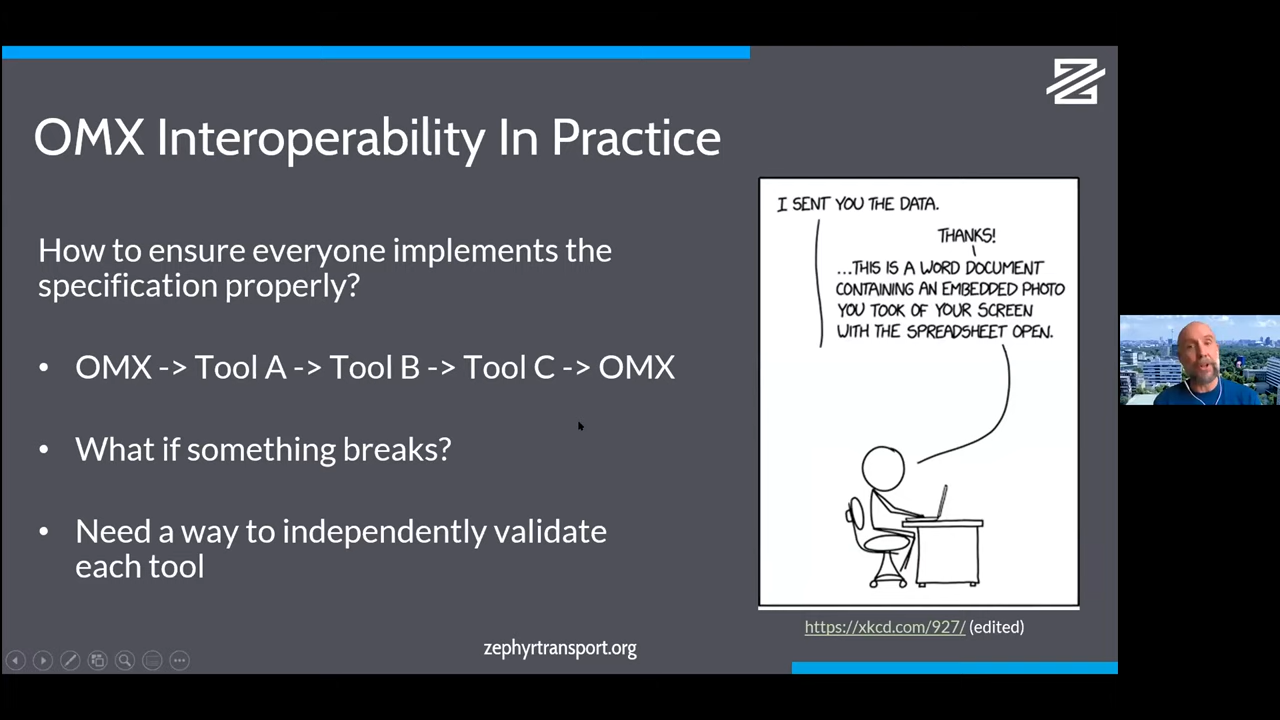 OMX Interoperability In Practice
How to ensure everyone implements the
specification properly?
• OMX -> Tool A -> Tool B -> Tool C -> OMX
• What if something breaks?
• Need a way to independently validate
each tool
I SENT YOU THE DATA.
THANKS!
...THIS IS A WORD DOCUMENT
CONTAINING AN EMBEDDED PHOTO
YOU TOOK OF YOUR SCREEN
WITH THE SPREADSHEET OPEN.
https://xkcd.com/927/ (edited)
zephyrtransport.org